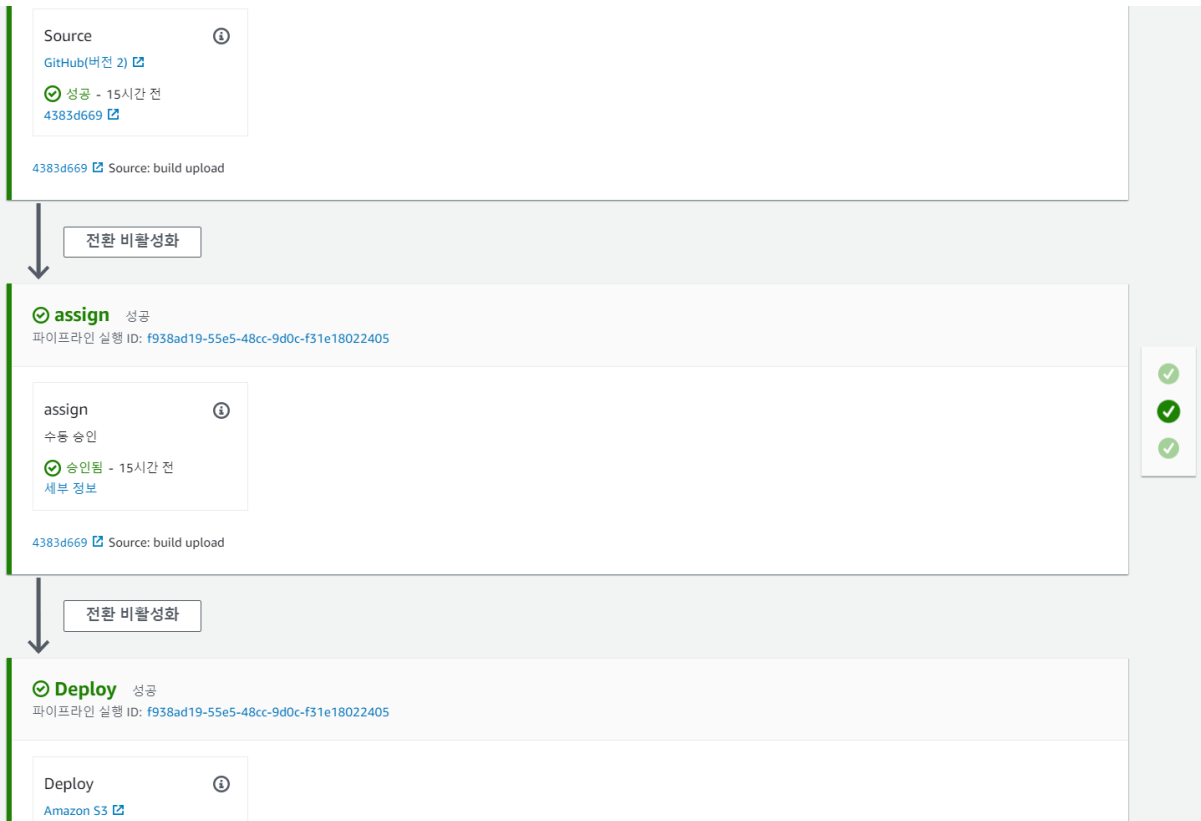 Source
GitHub(버전 2)
성공 - 15시간 전
4383d669
4383d669 Source: build upload
전환 비활성화
assign 성공
파이프라인 실행 ID: f938ad19-55e5-48cc-9d0c-f31e18022405
assign
수동 승인
승인됨 - 15시간 전
세부 정보
4383d669 Source: build upload
전환 비활성화
Deploy 성공
파이프라인 실행 ID: f938ad19-55e5-48cc-9d0c-f31e18022405
Deploy
Amazon S3